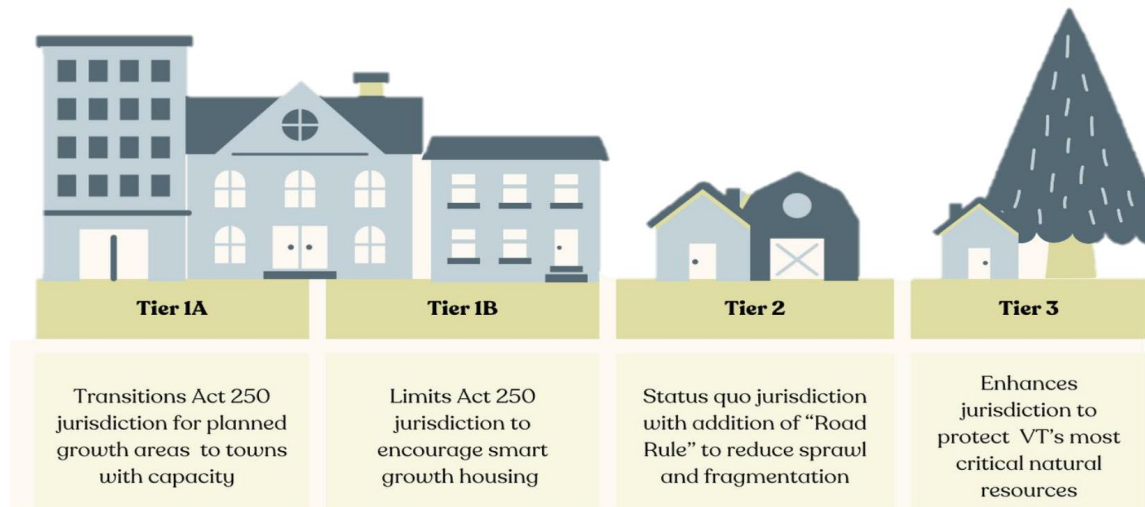 Tier 1A
Transitions Act 250
jurisdiction for planned
growth areas to towns
with capacity
Tier 1B
Limits Act 250
jurisdiction to
encourage smart
growth housing
Tier 2
Status quo jurisdiction
with addition of “Road
Rule” to reduce sprawl
and fragmentation
Tier 3
Enhances
jurisdiction to
protect VT’s most
critical natural
resources